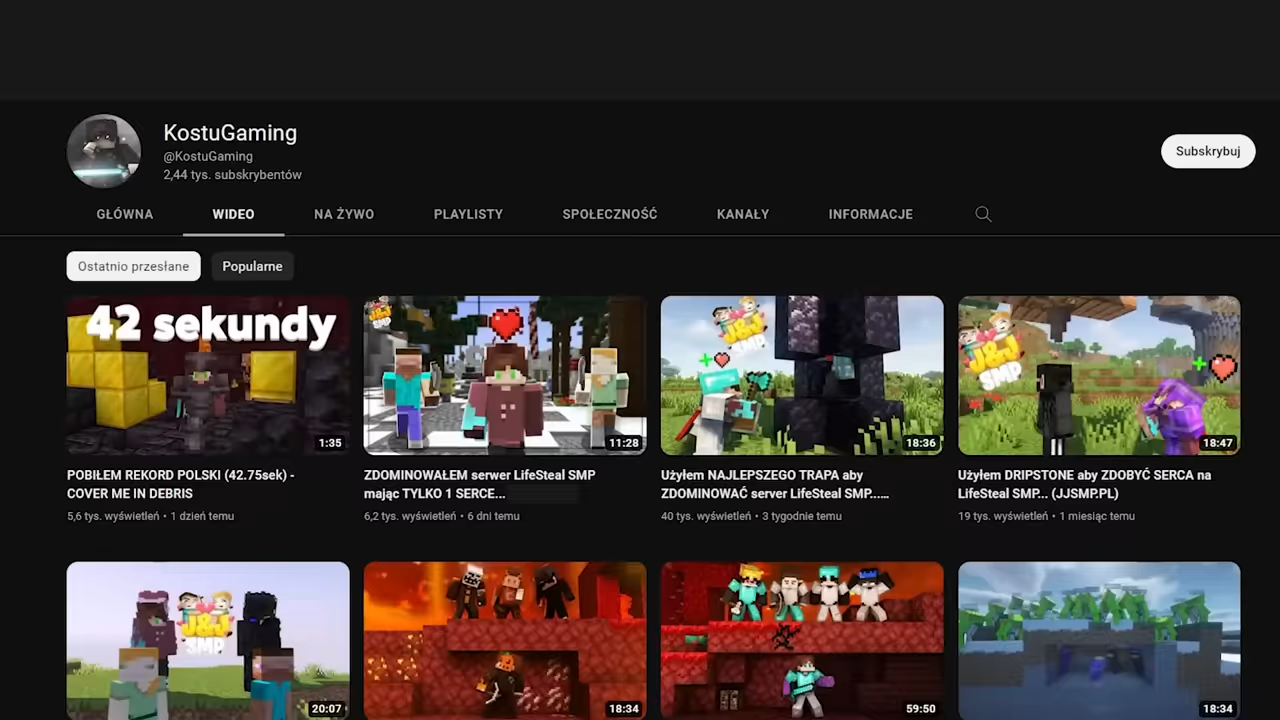 KostuGaming
@KostuGaming
2,44 tys. subskrybentów
Subskrybuj
GŁÓWNA WIDEO NA ŻYWO PLAYLISTY SPOŁECZNOŚĆ KANAŁY INFORMACJE
Ostatnio przesłane Popularne
42 sekundy
1:35
J&J
SMP
11:28
J&J
SMP
18:36
J&J
SMP
18:47
POBIŁEM REKORD POLSKI (42.75sek) -
COVER ME IN DEBRIS
5,6 tys. wyświetleń • 1 dzień temu
ZDOMINOWAŁEM serwer LifeSteal SMP
mając TYLKO 1 SERCE...
6,2 tys. wyświetleń • 6 dni temu
Użyłem NAJLEPSZEGO TRAPA aby
ZDOMINOWAĆ server LifeSteal SMP......
40 tys. wyświetleń • 3 tygodnie temu
Użyłem DRIPSTONE aby ZDOBYĆ SERCA na
LifeSteal SMP... (JJSMP.PL)
19 tys. wyświetleń • 1 miesiąc temu
J&J
SMP
20:07
18:34
59:50
18:34